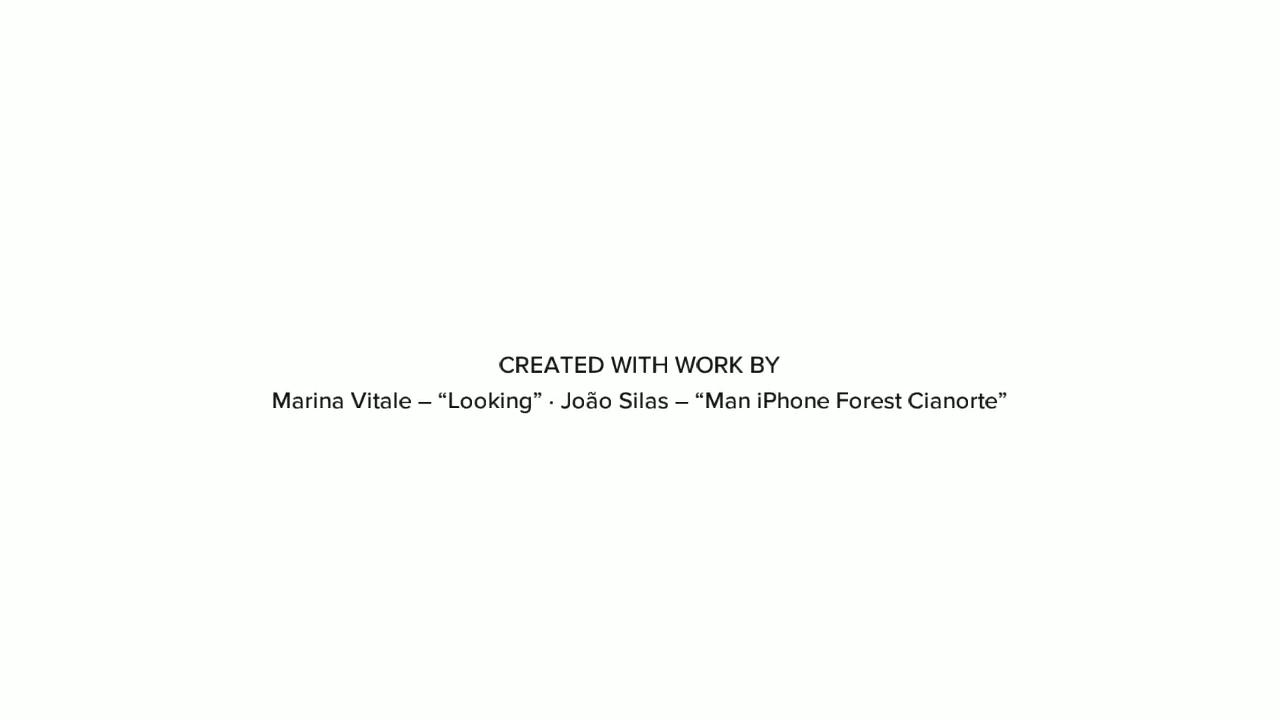 CREATED WITH WORK BY
Marina Vitale – “Looking” · João Silas – “Man iPhone Forest Cianorte”